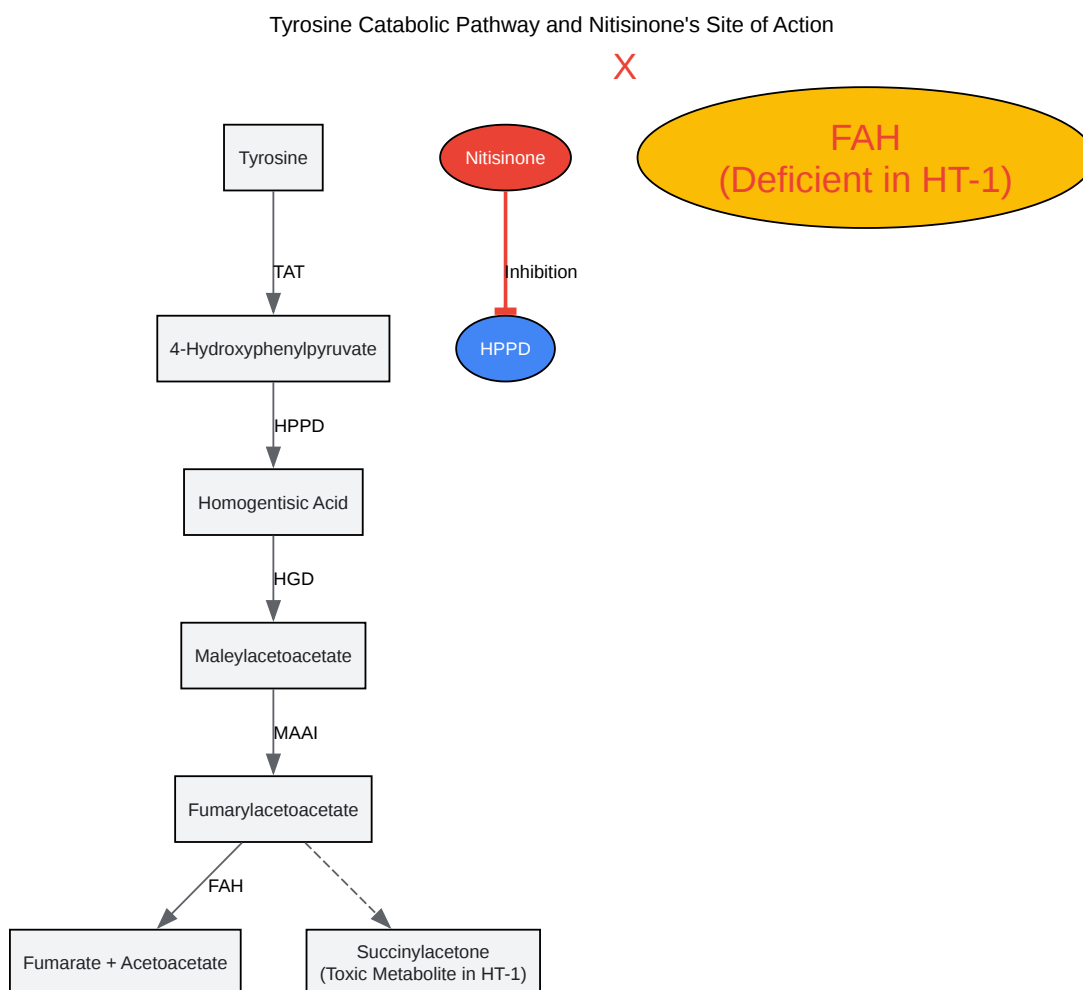 Tyrosine Catabolic Pathway and Nitisinone's Site of Action
X
Tyrosine
Nitisinone
FAH
(Deficient in HT-1)
TAT
Inhibition
4-Hydroxyphenylpyruvate
HPPD
HPPD
Homogentisic Acid
HGD
Maleylacetoacetate
MAAI
Fumarylacetoacetate
FAH
Fumarate + Acetoacetate
Succinylacetone
(Toxic Metabolite in HT-1)